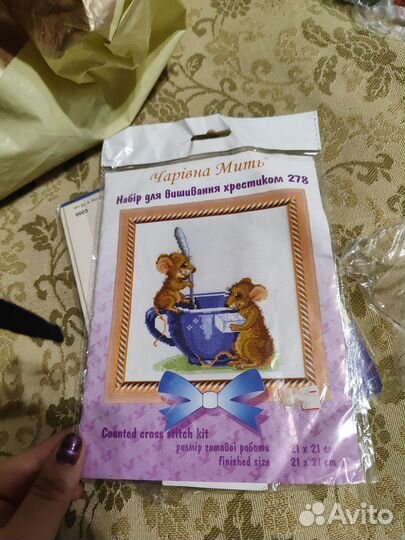 Чарівна Мить®
Набір для вишивання хрестиком 278
Counted cross stitch kit
розмір готової роботи 21 x 21 см
finished size 21 x 21 cm
Avito